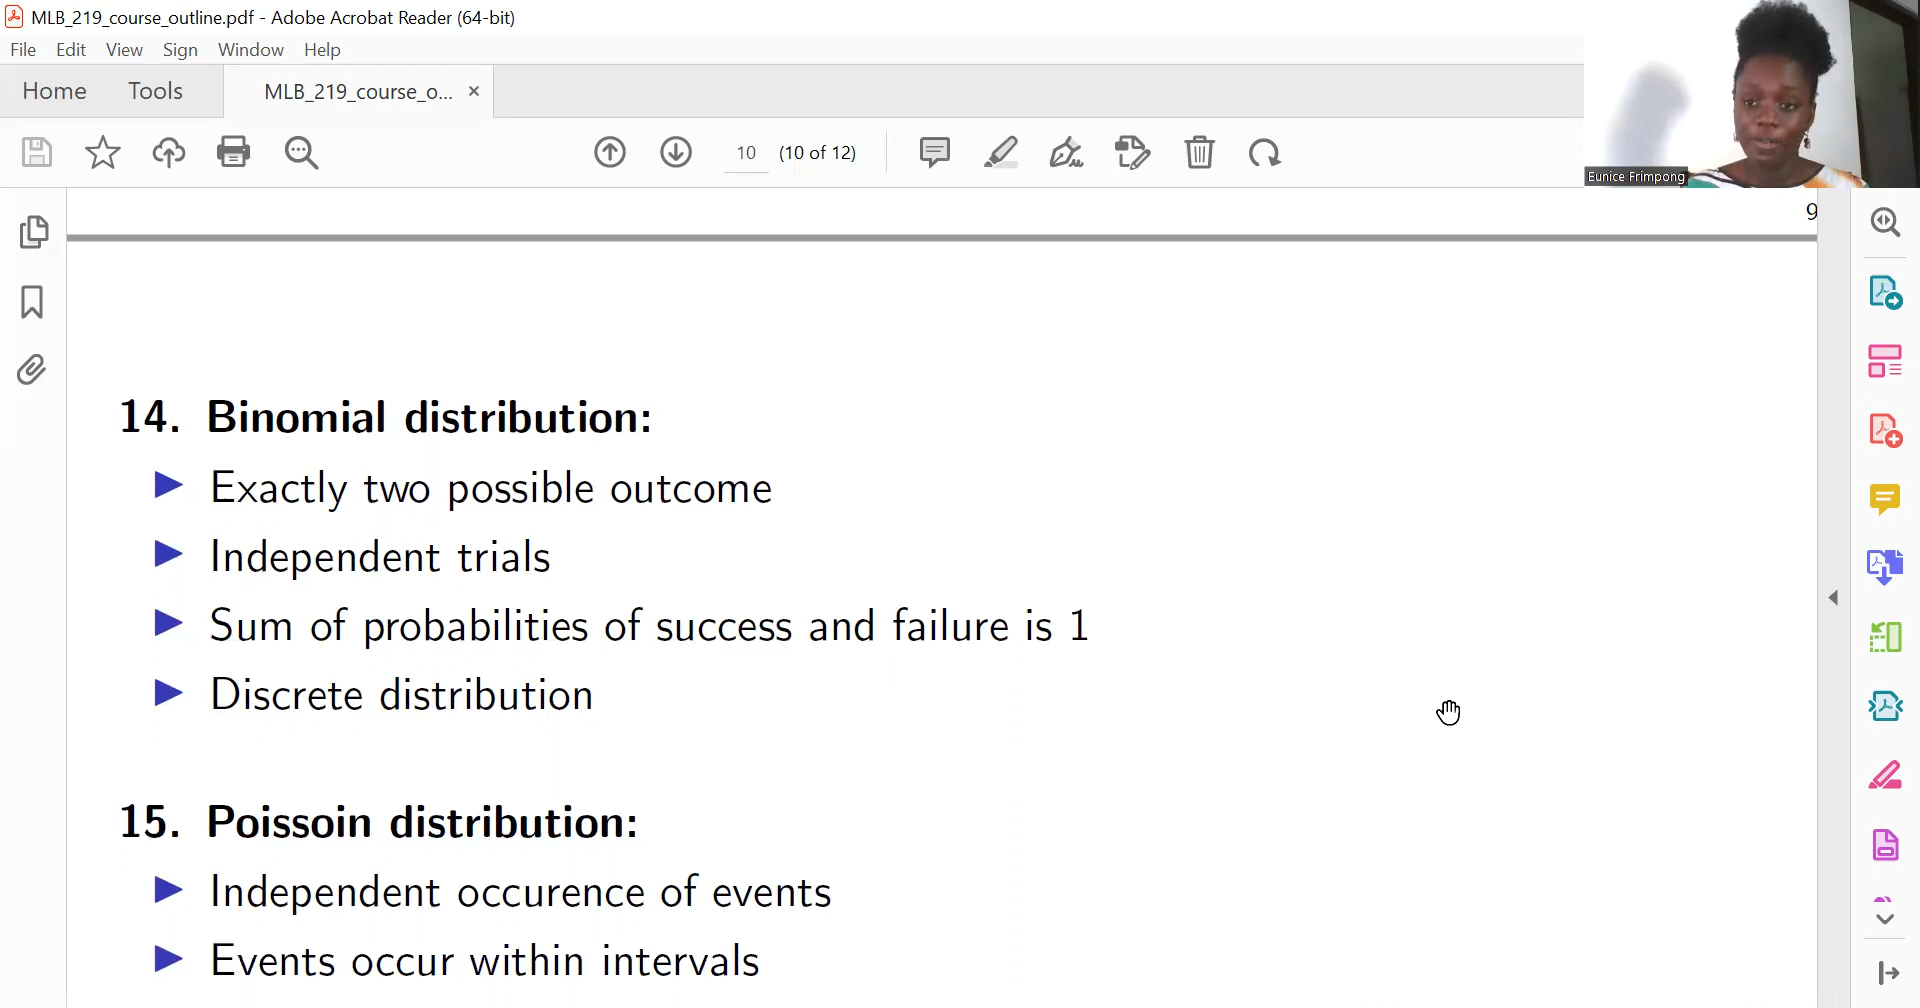 MLB_219_course_outline.pdf - Adobe Acrobat Reader (64-bit)
File Edit View Sign Window Help
Home Tools MLB_219_course_o... ×
10 (10 of 12)
Eunice Frimpong
9
14. Binomial distribution:
Exactly two possible outcome
Independent trials
Sum of probabilities of success and failure is 1
Discrete distribution
15. Poissoin distribution:
Independent occurence of events
Events occur within intervals